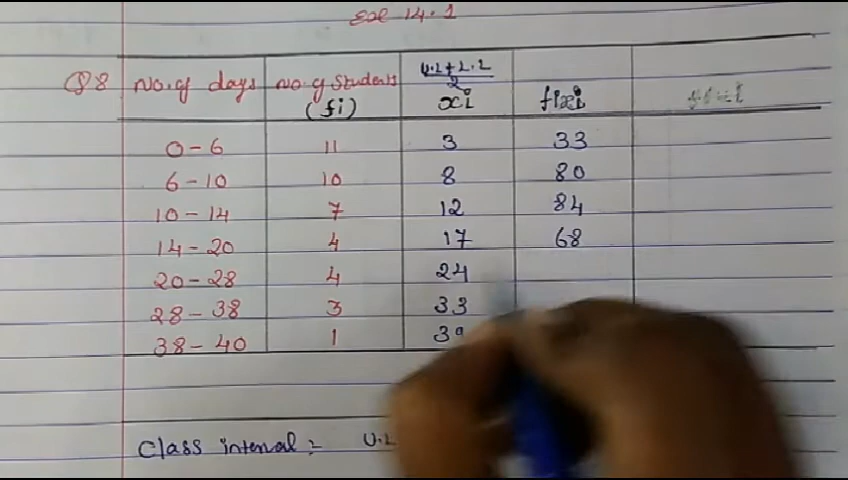 Ex 14.1
Q8 No. of days No. of Students (fi) U.L+L.L/2 xi fixi
0-6 11 3 33
6-10 10 8 80
10-14 7 12 84
14-20 4 17 68
20-28 4 24
28-38 3 33
38-40 1 39
Class interval = U.L